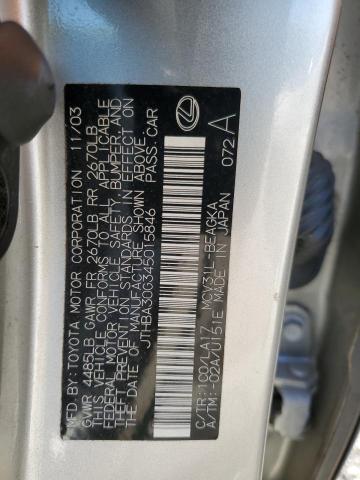 MFD. BY: TOYOTA MOTOR CORPORATION 11/03
GVWR 4485LB GAWR FR 2670LB RR 2670LB
THIS VEHICLE CONFORMS TO ALL APPLICABLE
FEDERAL MOTOR VEHICLE SAFETY, BUMPER, AND
THEFT PREVENTION STANDARDS IN EFFECT ON
THE DATE OF MANUFACTURE SHOWN ABOVE.
JTHBA30G345015846 PASS CAR
C/TR:1C0/LA17 MCV31L-BEAGKA
A/TM:-02A/U151E MADE IN JAPAN
072 A